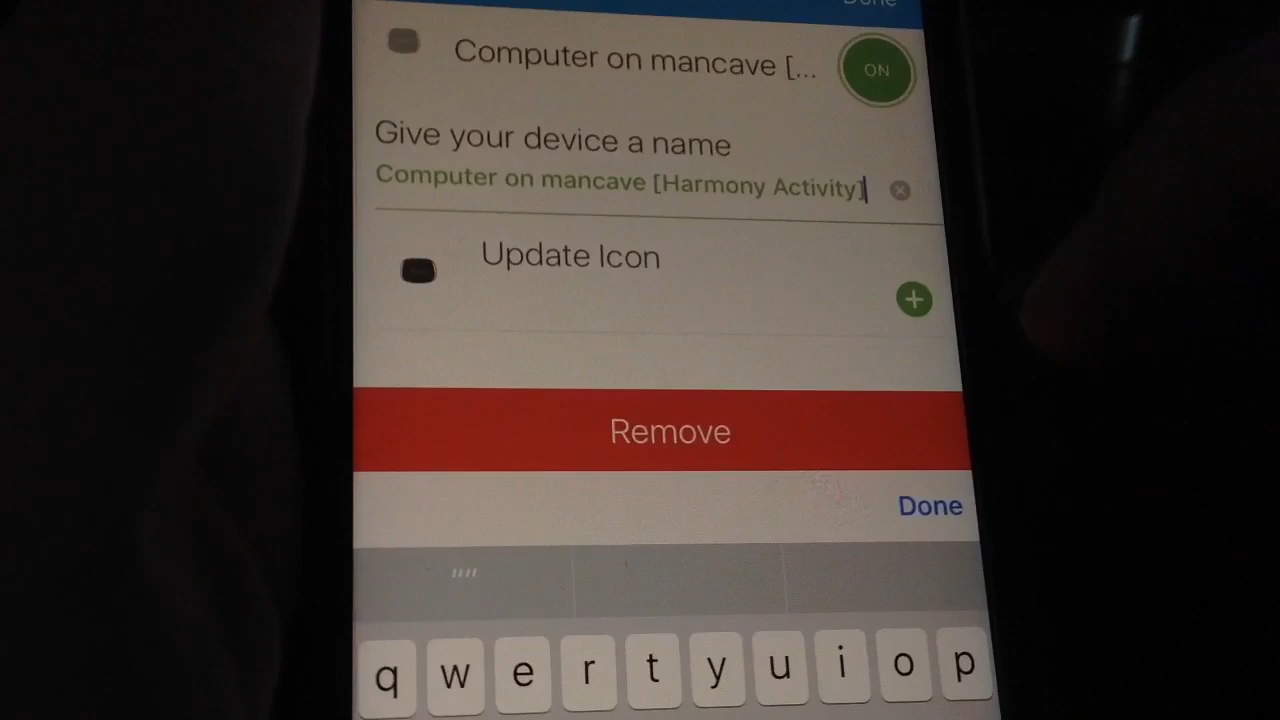 Done
Computer on mancave [...
ON
Give your device a name
Computer on mancave [Harmony Activity]
Update Icon
Remove
Done
""
q w e r t y u i o p